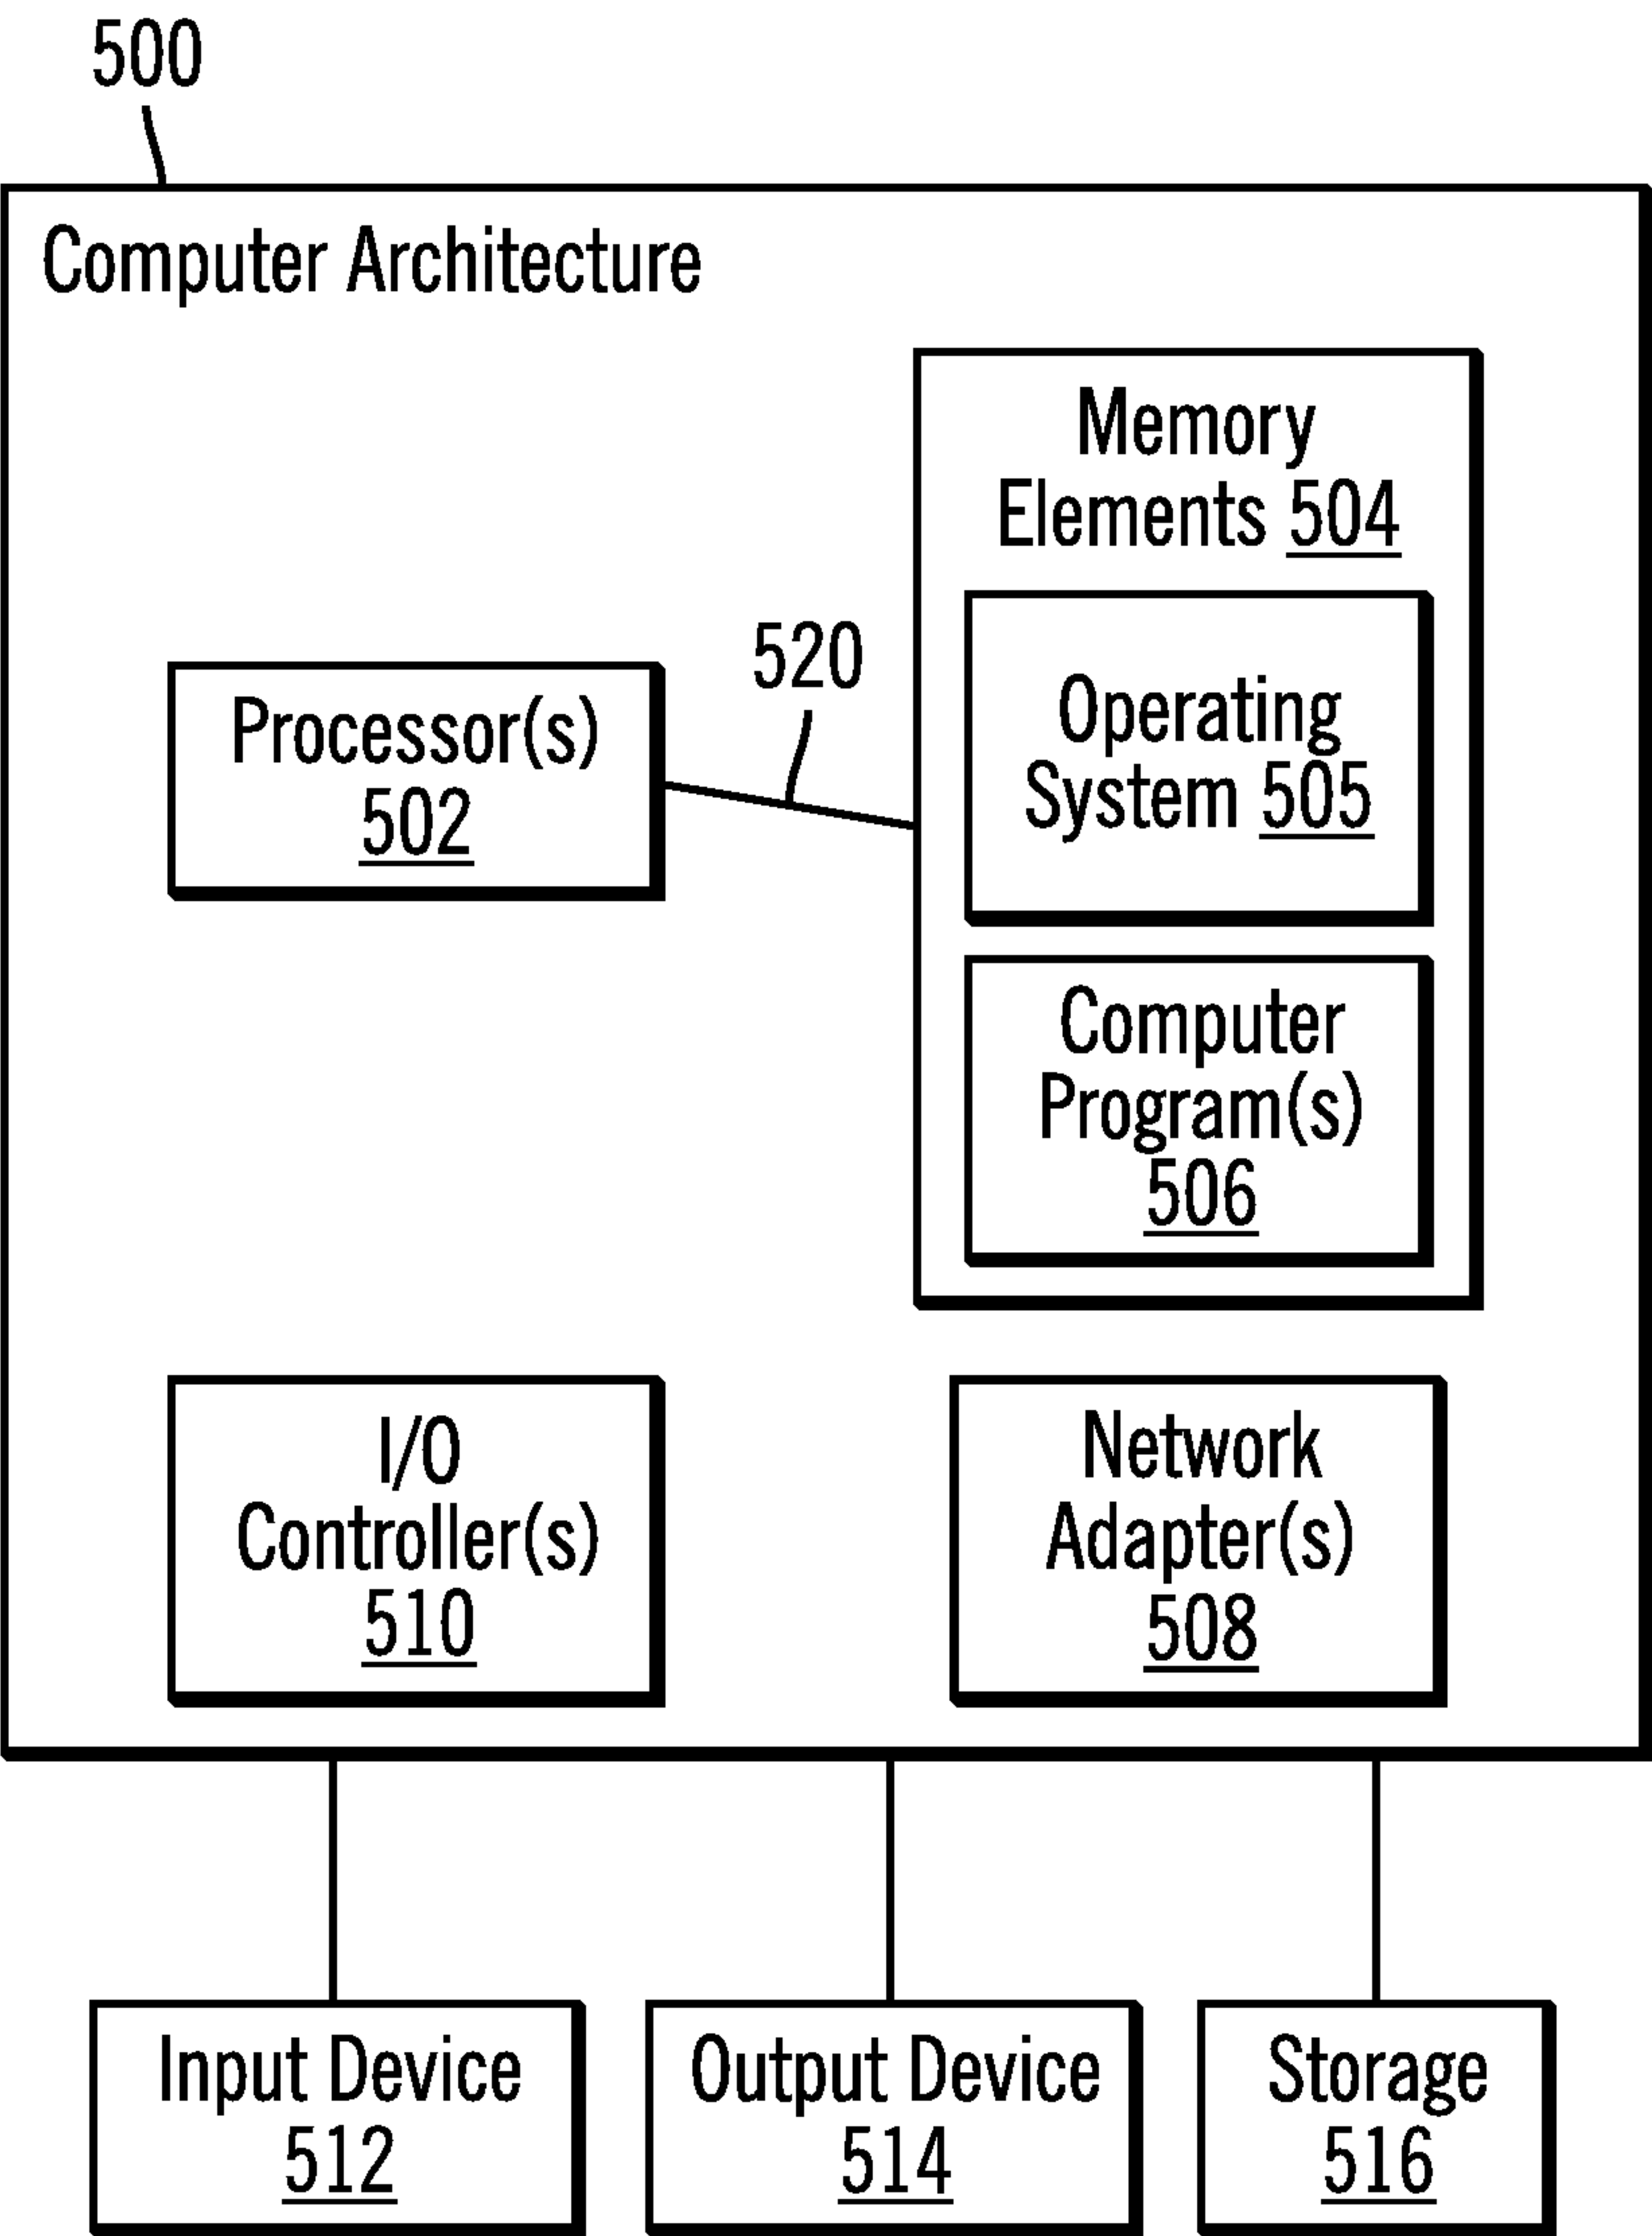 500
Computer Architecture
Memory
Elements 504
520
Operating
System 505
Processor(s)
502
Computer
Program(s)
506
I/O
Controller(s)
510
Network
Adapter(s)
508
Input Device
512
Output Device
514
Storage
516